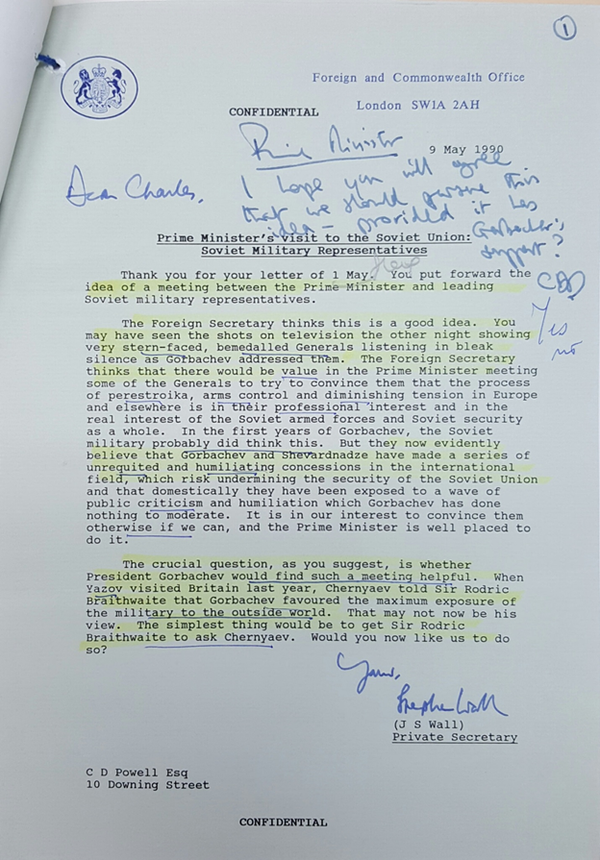 1
Foreign and Commonwealth Office
London SW1A 2AH
CONFIDENTIAL
9 May 1990
Prime Minister
Dear Charles,
I hope you will agree
that we should pursue this
idea - provided it has
Gorbachev's
support?
CDP
Yes
no
Prime Minister's visit to the Soviet Union:
Soviet Military Representatives
Thank you for your letter of 1 May. You put forward the
idea of a meeting between the Prime Minister and leading
Soviet military representatives.
The Foreign Secretary thinks this is a good idea. You
may have seen the shots on television the other night showing
very stern-faced, bemedalled Generals listening in bleak
silence as Gorbachev addressed them. The Foreign Secretary
thinks that there would be value in the Prime Minister meeting
some of the Generals to try to convince them that the process
of perestroika, arms control and diminishing tension in Europe
and elsewhere is in their professional interest and in the
real interest of the Soviet armed forces and Soviet security
as a whole. In the first years of Gorbachev, the Soviet
military probably did think this. But they now evidently
believe that Gorbachev and Shevardnadze have made a series of
unrequited and humiliating concessions in the international
field, which risk undermining the security of the Soviet Union
and that domestically they have been exposed to a wave of
public criticism and humiliation which Gorbachev has done
nothing to moderate. It is in our interest to convince them
otherwise if we can, and the Prime Minister is well placed to
do it.
The crucial question, as you suggest, is whether
President Gorbachev would find such a meeting helpful. When
Yazov visited Britain last year, Chernyaev told Sir Rodric
Braithwaite that Gorbachev favoured the maximum exposure of
the military to the outside world. That may not now be his
view. The simplest thing would be to get Sir Rodric
Braithwaite to ask Chernyaev. Would you now like us to do
so?
Yours,
Stephen Wall
(J S Wall)
Private Secretary
C D Powell Esq
10 Downing Street
CONFIDENTIAL